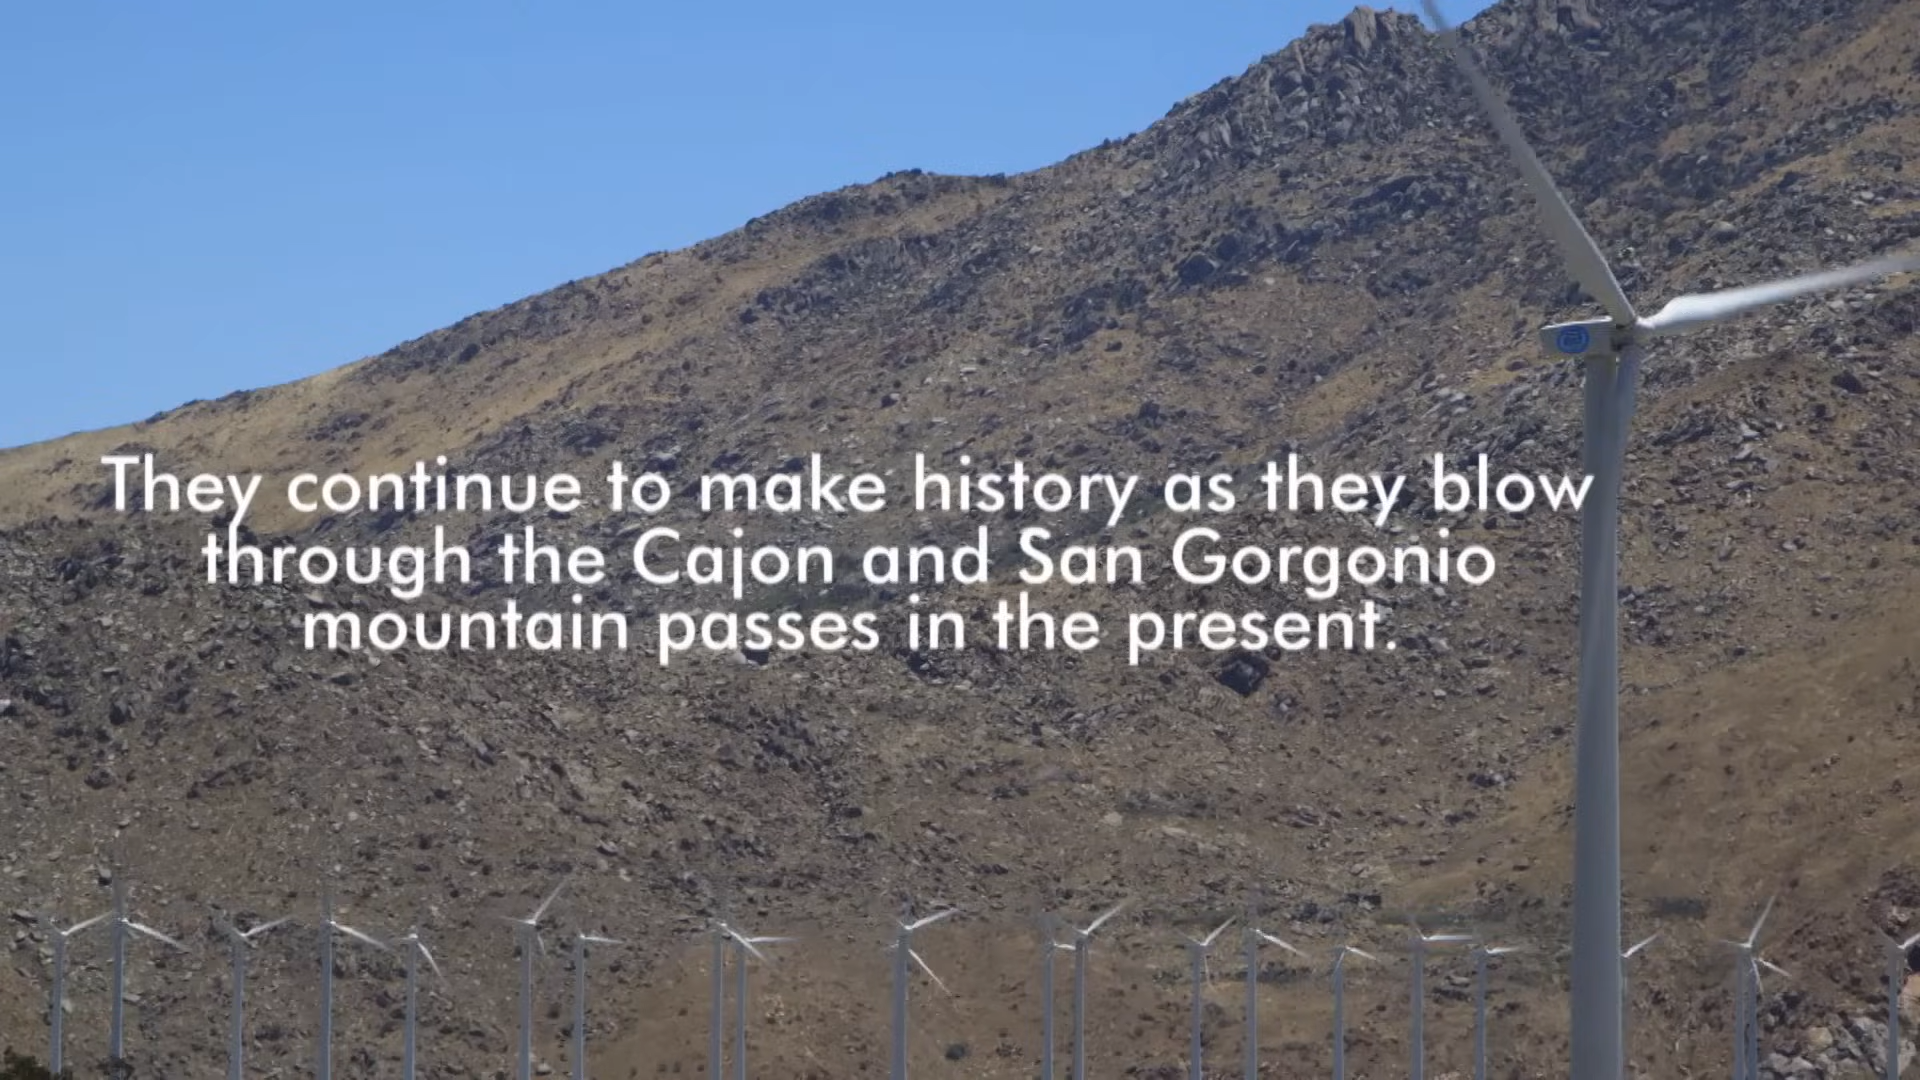 They continue to make history as they blow
through the Cajon and San Gorgonio
mountain passes in the present.